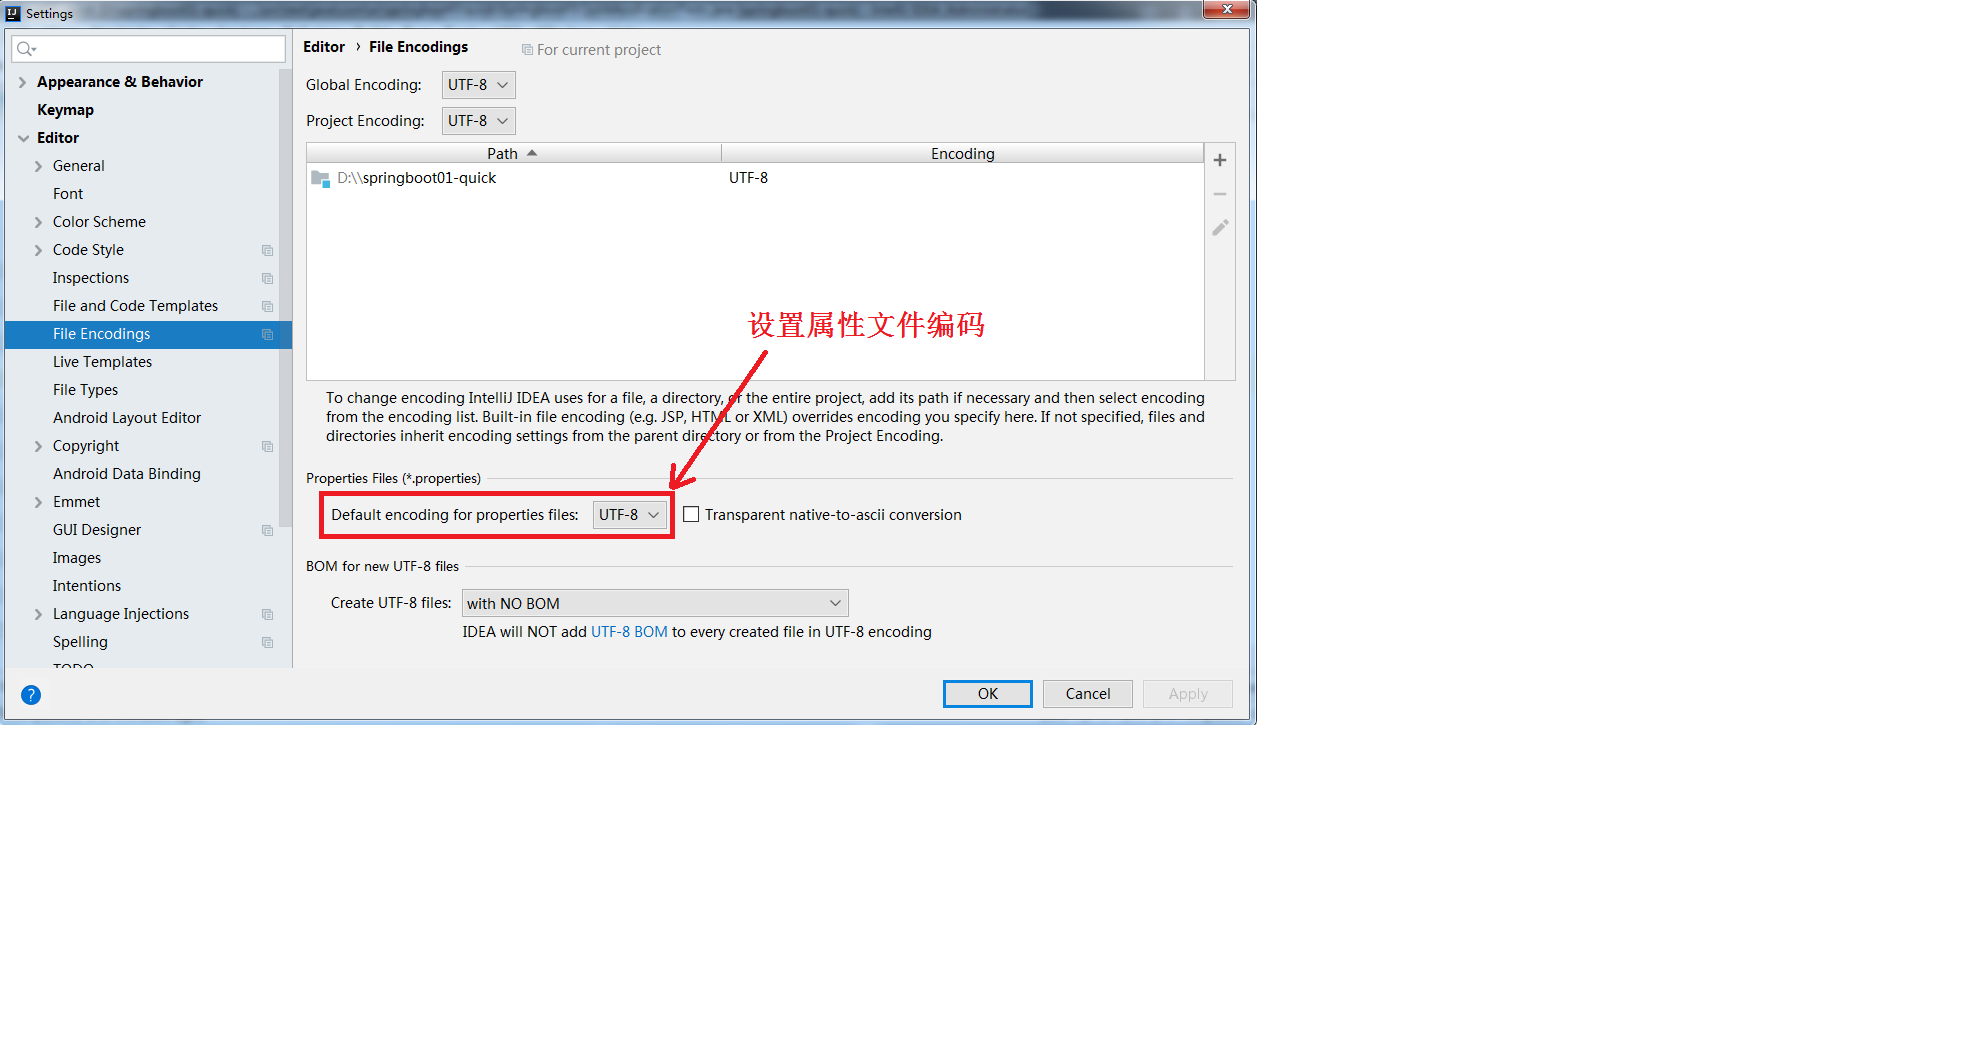 Settings
Editor › File Encodings
For current project
Appearance & Behavior
Keymap
Editor
General
Font
Color Scheme
Code Style
Inspections
File and Code Templates
File Encodings
Live Templates
File Types
Android Layout Editor
Copyright
Android Data Binding
Emmet
GUI Designer
Images
Intentions
Language Injections
Spelling
TODO
Global Encoding: UTF-8
Project Encoding: UTF-8
Path Encoding
D:\\springboot01-quick UTF-8
设置属性文件编码
To change encoding IntelliJ IDEA uses for a file, a directory, or the entire project, add its path if necessary and then select encoding
from the encoding list. Built-in file encoding (e.g. JSP, HTML or XML) overrides encoding you specify here. If not specified, files and
directories inherit encoding settings from the parent directory or from the Project Encoding.
Properties Files (*.properties)
Default encoding for properties files: UTF-8 Transparent native-to-ascii conversion
BOM for new UTF-8 files
Create UTF-8 files: with NO BOM
IDEA will NOT add UTF-8 BOM to every created file in UTF-8 encoding
?
OK Cancel Apply